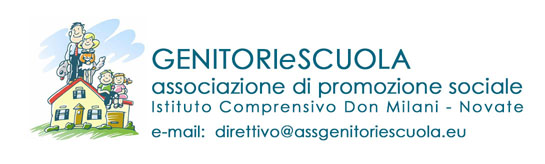 GENITORIeSCUOLA
associazione di promozione sociale
Istituto Comprensivo Don Milani - Novate
e-mail: direttivo@assgenitoriescuola.eu